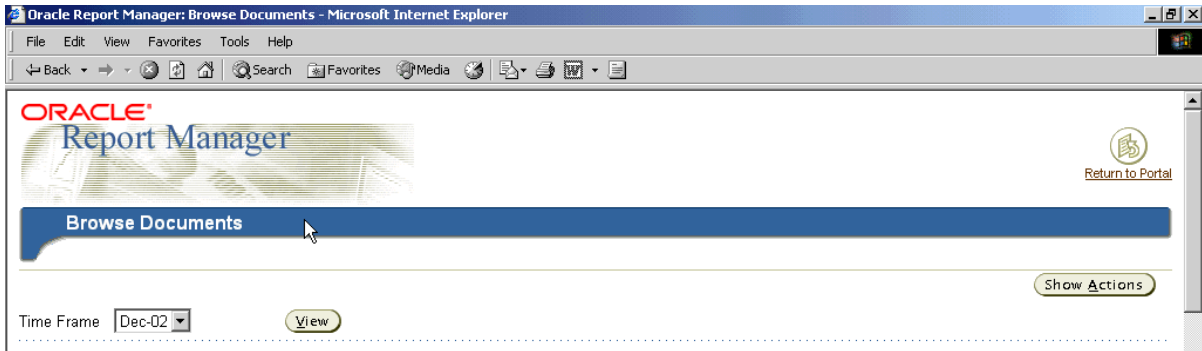 Oracle Report Manager: Browse Documents - Microsoft Internet Explorer
File Edit View Favorites Tools Help
Back Search Favorites Media
ORACLE®
Report Manager
Return to Portal
Browse Documents
Show Actions
Time Frame Dec-02 View